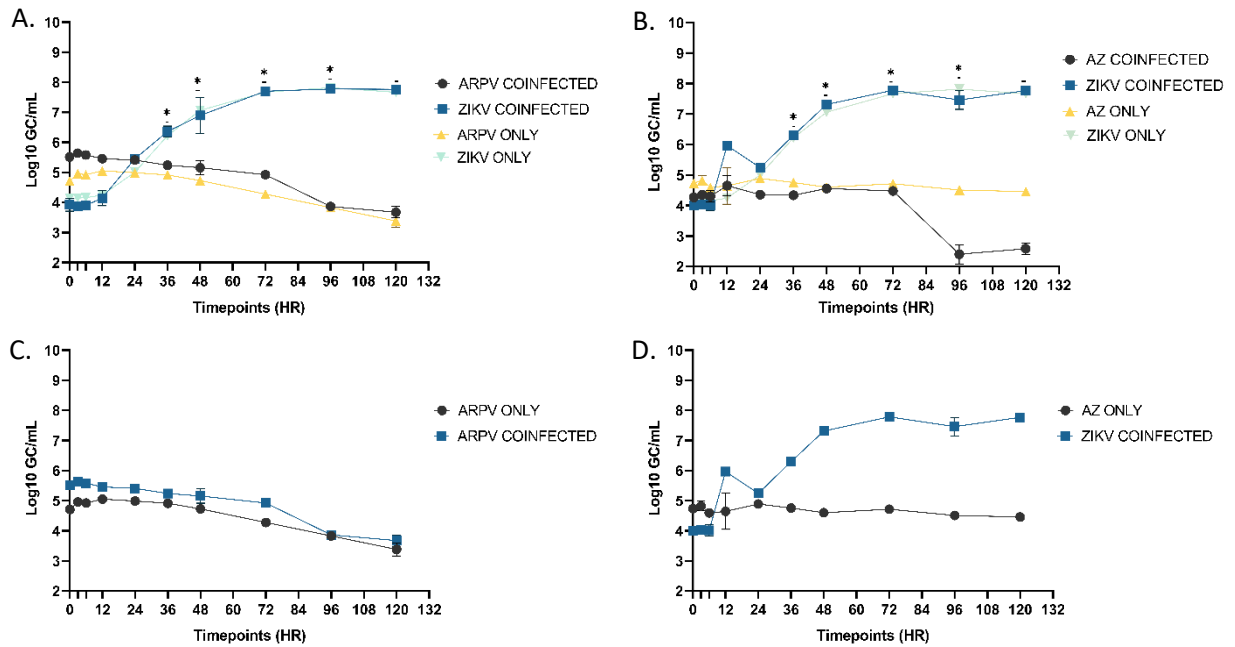 A.
10
9
8
7
6
5
4
3
2
Log10 GC/mL
* * * * -
0 12 24 36 48 60 72 84 96 108 120 132
Timepoints (HR)
ARPV COINFECTED
ZIKV COINFECTED
ARPV ONLY
ZIKV ONLY
B.
10
9
8
7
6
5
4
3
2
Log10 GC/mL
* * * * -
0 12 24 36 48 60 72 84 96 108 120 132
Timepoints (HR)
AZ COINFECTED
ZIKV COINFECTED
AZ ONLY
ZIKV ONLY
C.
10
9
8
7
6
5
4
3
2
Log10 GC/mL
0 12 24 36 48 60 72 84 96 108 120 132
Timepoints (HR)
ARPV ONLY
ARPV COINFECTED
D.
10
9
8
7
6
5
4
3
2
Log10 GC/mL
0 12 24 36 48 60 72 84 96 108 120 132
Timepoints (HR)
AZ ONLY
ZIKV COINFECTED